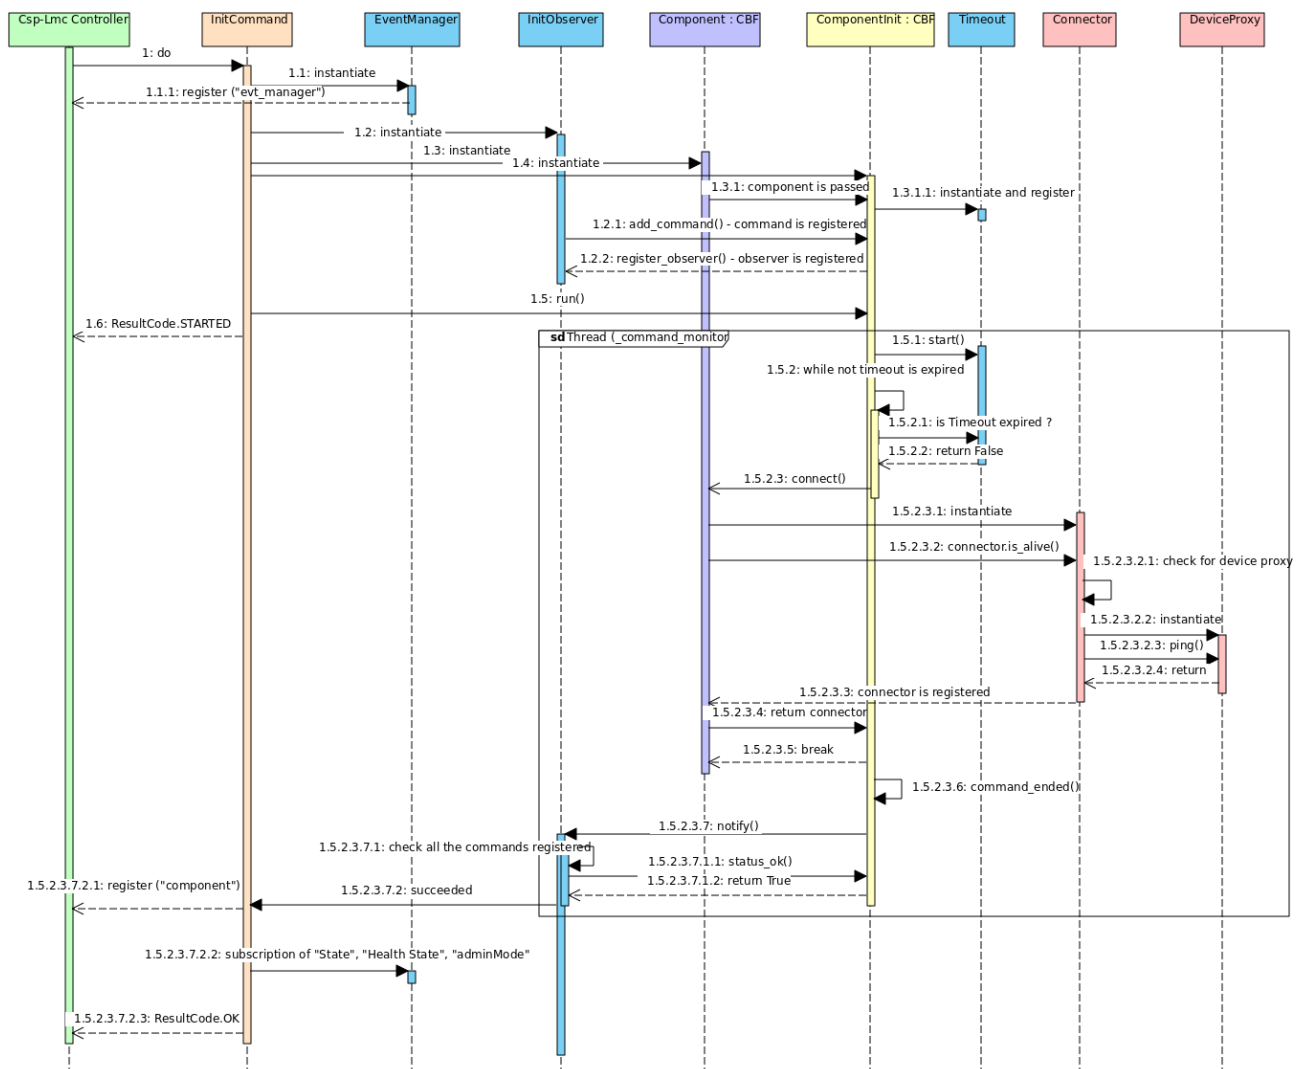 Csp-Lmc Controller
InitCommand
EventManager
InitObserver
Component : CBF
ComponentInit : CBF
Timeout
Connector
DeviceProxy
1: do
1.1: instantiate
1.1.1: register ("evt_manager")
1.2: instantiate
1.3: instantiate
1.4: instantiate
1.3.1: component is passed
1.3.1.1: instantiate and register
1.2.1: add_command() - command is registered
1.2.2: register_observer() - observer is registered
1.5: run()
1.6: ResultCode.STARTED
sd Thread (_command_monitor
1.5.1: start()
1.5.2: while not timeout is expired
1.5.2.1: is Timeout expired ?
1.5.2.2: return False
1.5.2.3: connect()
1.5.2.3.1: instantiate
1.5.2.3.2: connector.is_alive()
1.5.2.3.2.1: check for device proxy
1.5.2.3.2.2: instantiate
1.5.2.3.2.3: ping()
1.5.2.3.2.4: return
1.5.2.3.3: connector is registered
1.5.2.3.4: return connector
1.5.2.3.5: break
1.5.2.3.6: command_ended()
1.5.2.3.7: notify()
1.5.2.3.7.1: check all the commands registered
1.5.2.3.7.1.1: status_ok()
1.5.2.3.7.1.2: return True
1.5.2.3.7.2.1: register ("component")
1.5.2.3.7.2: succeeded
1.5.2.3.7.2.2: subscription of "State", "Health State", "adminMode"
1.5.2.3.7.2.3: ResultCode.OK